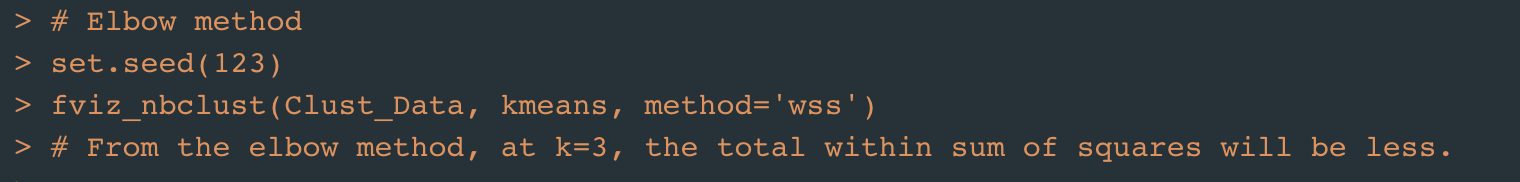 > # Elbow method
> set.seed(123)
> fviz_nbclust(Clust_Data, kmeans, method='wss')
> # From the elbow method, at k=3, the total within sum of squares will be less.